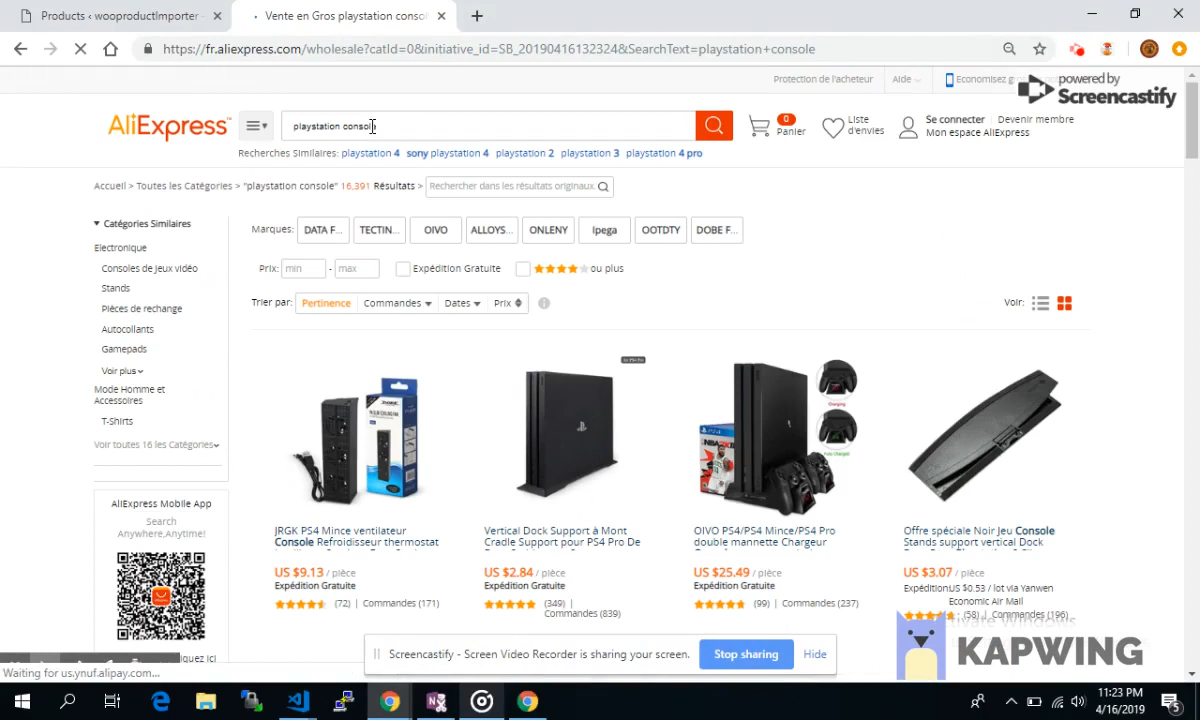 Products ‹ wooproductImporter
Vente en Gros playstation conso
https://fr.aliexpress.com/wholesale?catId=0&initiative_id=SB_20190416132324&SearchText=playstation+console
Protection de l'acheteur
Aide
Economisez
powered by
Screencastify
AliExpress
playstation console
0
Panier
Liste
d'envies
Se connecter
Devenir membre
Mon espace AliExpress
Recherches Similaires: playstation 4 sony playstation 4 playstation 2 playstation 3 playstation 4 pro
Accueil > Toutes les Catégories > "playstation console" 16,391 Résultats >
Rechercher dans les résultats originaux.
Catégories Similaires
Electronique
Consoles de jeux vidéo
Stands
Pièces de rechange
Autocollants
Gamepads
Voir plus
Mode Homme et
Accessoires
T-Shirts
Voir toutes 16 les Catégories
Marques:
DATA F...
TECTIN...
OIVO
ALLOYS...
ONLENY
Ipega
OOTDTY
DOBE F...
Prix:
min
-
max
Expédition Gratuite
ou plus
Trier par:
Pertinence
Commandes
Dates
Prix
Voir:
AliExpress Mobile App
Search
Anywhere,Anytime!
JRGK PS4 Mince ventilateur
Console Refroidisseur thermostat
US $9.13 / pièce
Expédition Gratuite
(72) | Commandes (171)
Vertical Dock Support à Mont
Cradle Support pour PS4 Pro De
US $2.84 / pièce
Expédition Gratuite
(349) |
Commandes (839)
Charging
Fully charged
OIVO PS4/PS4 Mince/PS4 Pro
double mannette Chargeur
US $25.49 / pièce
Expédition Gratuite
(99) | Commandes (237)
Offre spéciale Noir Jeu Console
Stands support vertical Dock
US $3.07 / pièce
Expédition:US $0.53 / lot via Yanwen
Economic Air Mail
(58) | Commandes (196)
Windows
KAPWING
Screencastify - Screen Video Recorder is sharing your screen.
Stop sharing
Hide
Waiting for us.ynuf.alipay.com...
11:23 PM
4/16/2019
5